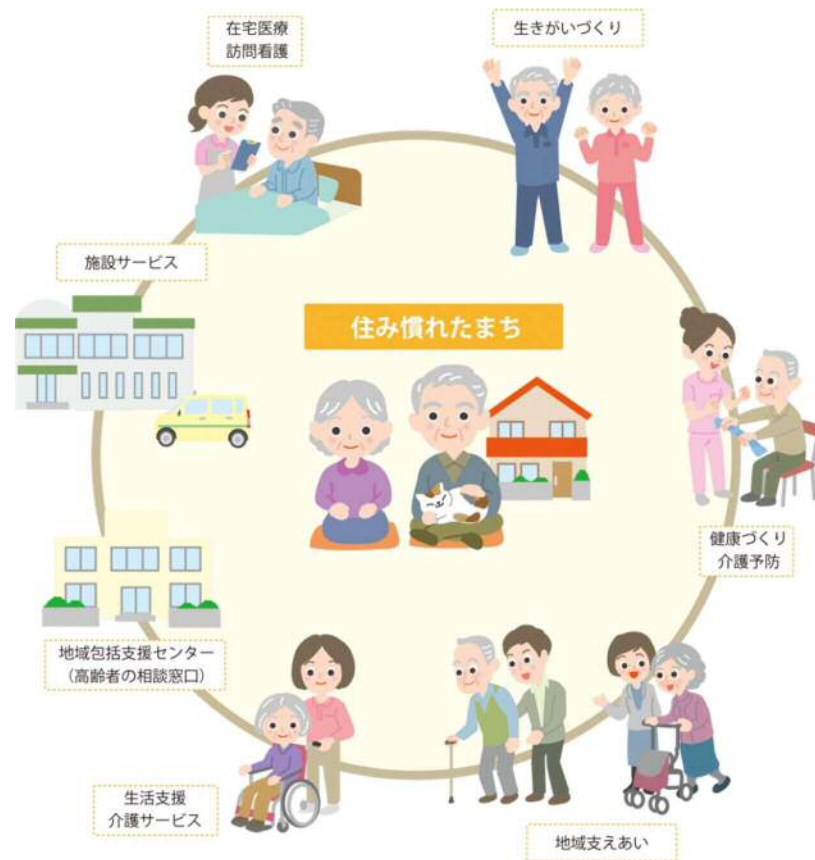 在宅医療
訪問看護
生きがいづくり
施設サービス
住み慣れたまち
健康づくり
介護予防
地域包括支援センター
(高齢者の相談窓口)
生活支援
介護サービス
地域支えあい